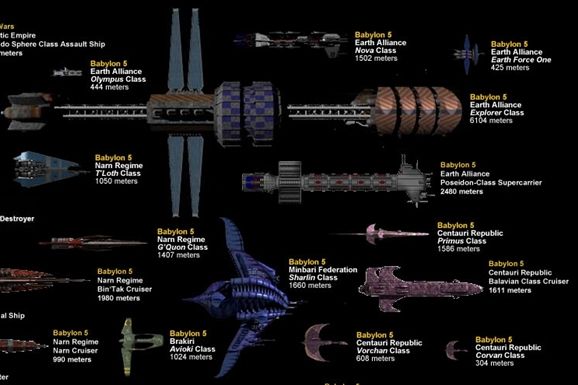 Wars
tic Empire
do Sphere Class Assault Ship
meters
Babylon 5
Earth Alliance
Olympus Class
444 meters
Babylon 5
Earth Alliance
Nova Class
1502 meters
Babylon 5
Earth Alliance
Earth Force One
425 meters
Babylon 5
Earth Alliance
Explorer Class
6104 meters
Babylon 5
Narn Regime
T'Loth Class
1050 meters
Babylon 5
Earth Alliance
Poseidon-Class Supercarrier
2480 meters
Destroyer
Babylon 5
Narn Regime
G'Quon Class
1407 meters
Babylon 5
Centauri Republic
Primus Class
1586 meters
Babylon 5
Narn Regime
Bin'Tak Cruiser
1980 meters
Babylon 5
Minbari Federation
Sharlin Class
1660 meters
Babylon 5
Centauri Republic
Balavian Class Cruiser
1611 meters
al Ship
Babylon 5
Narn Regime
Narn Cruiser
990 meters
Babylon 5
Brakiri
Avioki Class
1024 meters
Babylon 5
Centauri Republic
Vorchan Class
608 meters
Babylon 5
Centauri Republic
Corvan Class
304 meters
ter